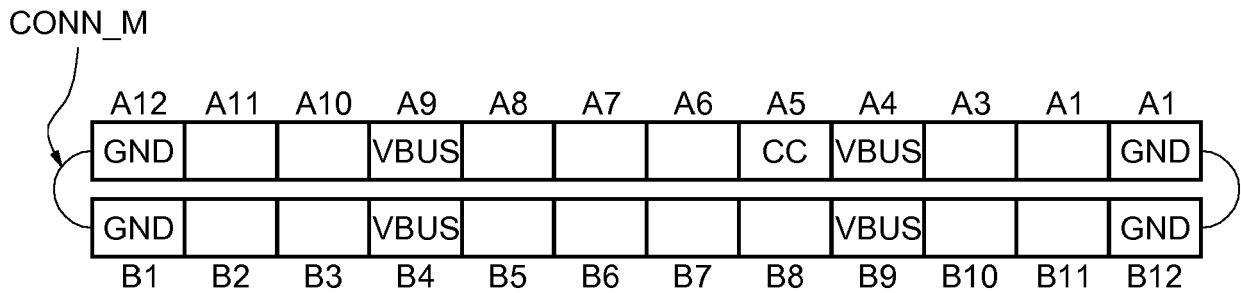 CONN_M
A12 A11 A10 A9 A8 A7 A6 A5 A4 A3 A1 A1
GND VBUS CC VBUS GND
GND VBUS VBUS GND
B1 B2 B3 B4 B5 B6 B7 B8 B9 B10 B11 B12